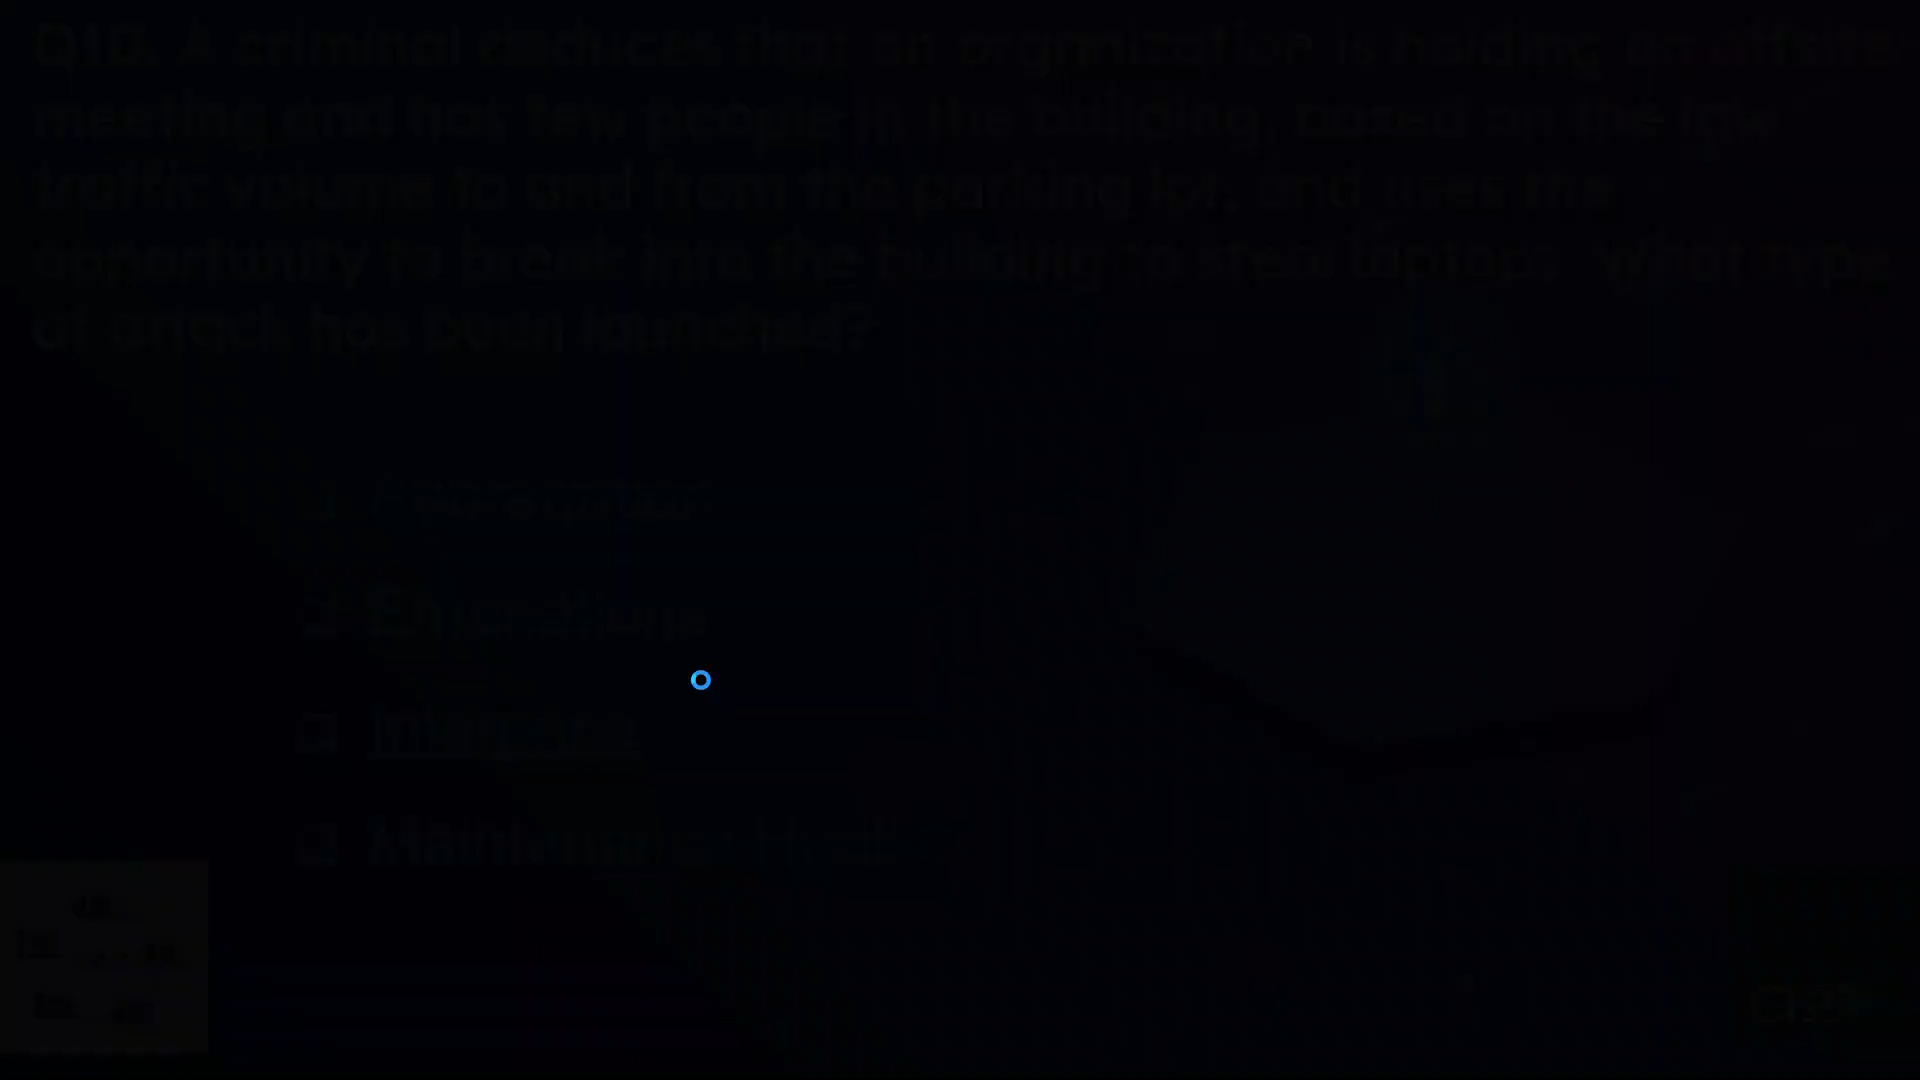 Q10. A criminal deduces that an organization is holding an offsite
meeting and has few people in the building, based on the low
traffic volume to and from the parking lot, and uses the
opportunity to break into the building to steal laptops. What type
of attack has been launched?
Emanations
Inference
Maintenance Hook